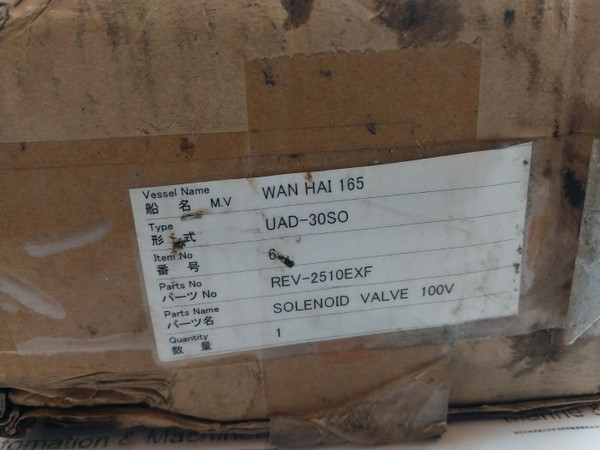 Vessel Name
船 名 M.V WAN HAI 165
Type
形 式 UAD-30SO
Item No
番 号 6
Parts No
パーツ No REV-2510EXF
Parts Name
パーツ名 SOLENOID VALVE 100V
Quantity
数 量 1
tomation & Machiner